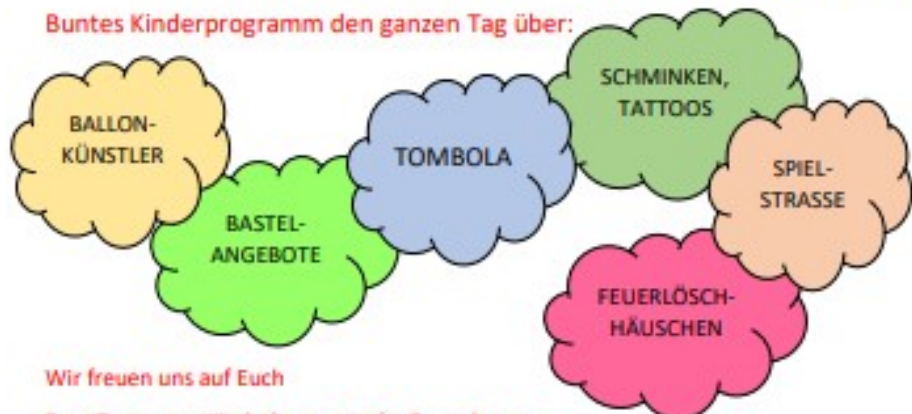 Buntes Kinderprogramm den ganzen Tag über:
BALLON-
KÜNSTLER
BASTEL-
ANGEBOTE
TOMBOLA
SCHMINKEN,
TATTOOS
SPIEL-
STRASSE
FEUERLÖSCH-
HÄUSCHEN
Wir freuen uns auf Euch